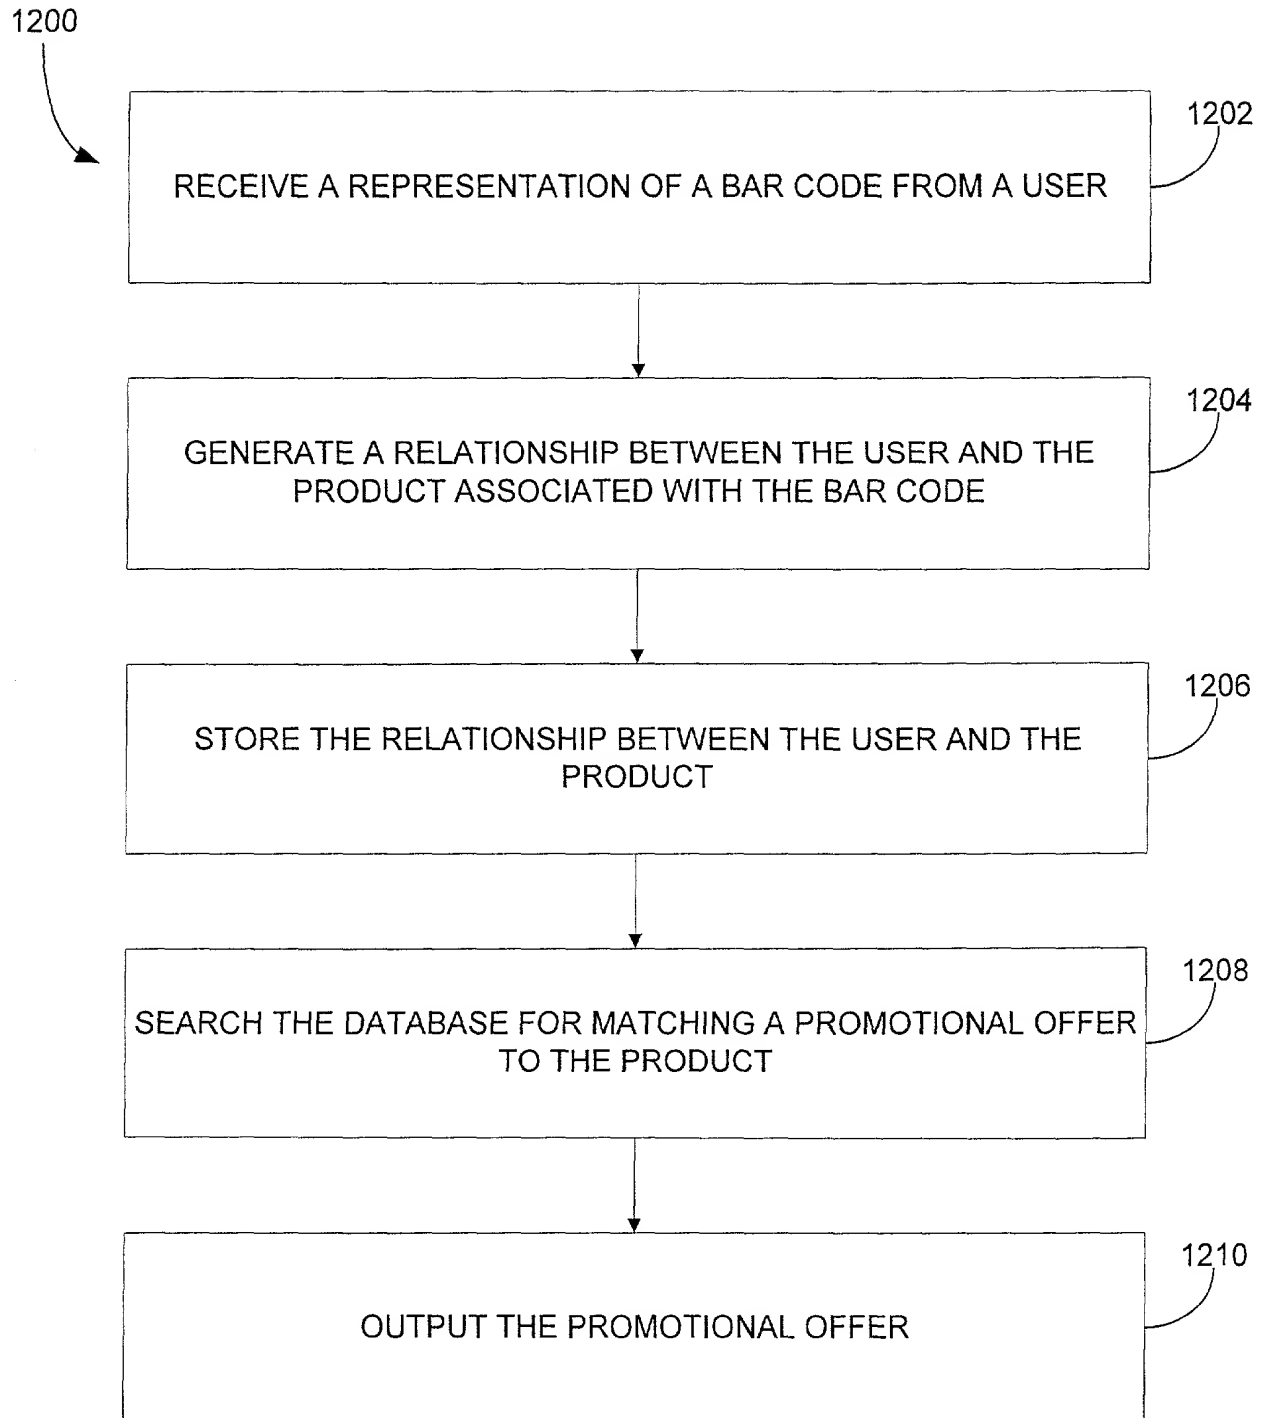 1200
1202
RECEIVE A REPRESENTATION OF A BAR CODE FROM A USER
1204
GENERATE A RELATIONSHIP BETWEEN THE USER AND THE
PRODUCT ASSOCIATED WITH THE BAR CODE
1206
STORE THE RELATIONSHIP BETWEEN THE USER AND THE
PRODUCT
1208
SEARCH THE DATABASE FOR MATCHING A PROMOTIONAL OFFER
TO THE PRODUCT
1210
OUTPUT THE PROMOTIONAL OFFER